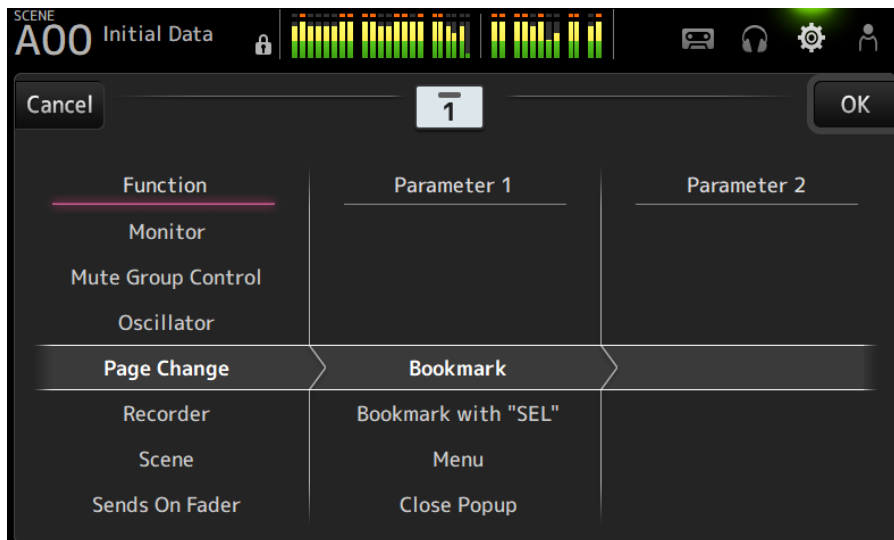 SCENE
A00 Initial Data
Cancel
1
OK
Function Parameter 1 Parameter 2
Monitor
Mute Group Control
Oscillator
Page Change Bookmark
Recorder Bookmark with "SEL"
Scene Menu
Sends On Fader Close Popup